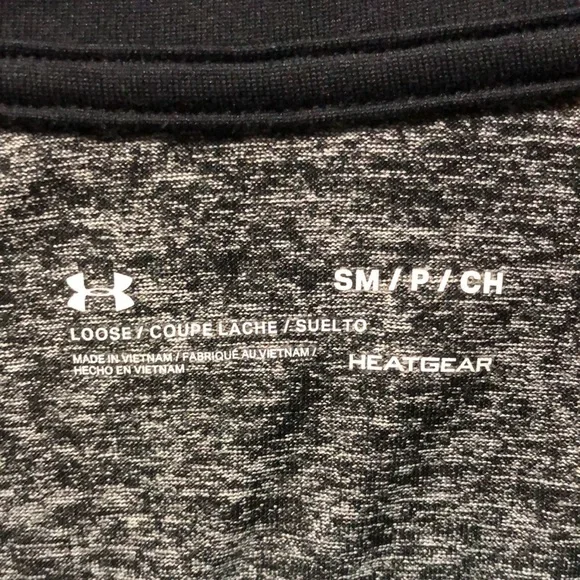 SM / P / CH
LOOSE / COUPE LACHE / SUELTO
MADE IN VIETNAM / FABRIQUÉ AU VIETNAM /
HECHO EN VIETNAM
HEATGEAR